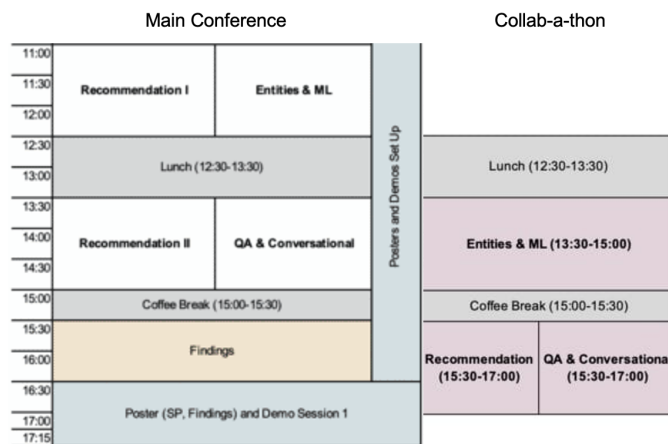 Main Conference
Collab-a-thon
11:00
11:30
12:00
12:30
13:00
13:30
14:00
14:30
15:00
15:30
16:00
16:30
17:00
17:15
Recommendation I
Entities & ML
Lunch (12:30-13:30)
Recommendation II
QA & Conversational
Coffee Break (15:00-15:30)
Findings
Poster (SP, Findings) and Demo Session 1
Posters and Demos Set Up
Lunch (12:30-13:30)
Entities & ML (13:30-15:00)
Coffee Break (15:00-15:30)
Recommendation
(15:30-17:00)
QA & Conversationa
(15:30-17:00)